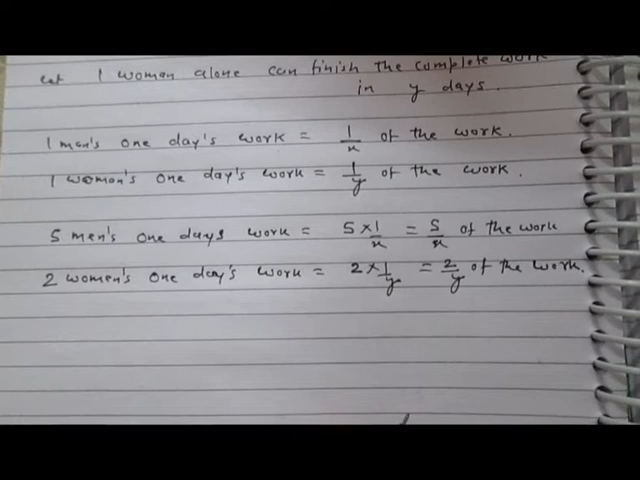 Let 1 woman alone can finish the complete work
in y days.
1 man's one day's work = 1/x of the work.
1 woman's one day's work = 1/y of the work.
5 men's one days work = 5 × 1/x = 5/x of the work
2 women's one day's work = 2 × 1/y = 2/y of the work.